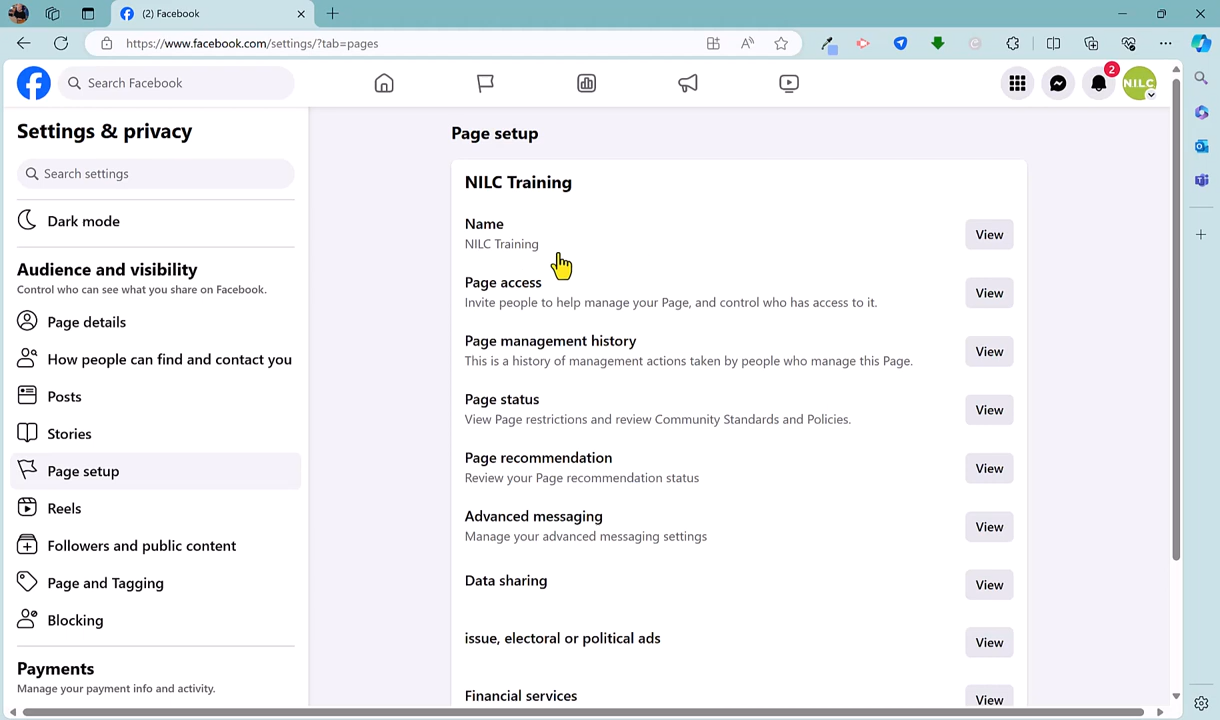 (2) Facebook
https://www.facebook.com/settings/?tab=pages
Search Facebook
2
NILC
Settings & privacy
Search settings
Dark mode
Audience and visibility
Control who can see what you share on Facebook.
Page details
How people can find and contact you
Posts
Stories
Page setup
Reels
Followers and public content
Page and Tagging
Blocking
Payments
Manage your payment info and activity.
Page setup
NILC Training
Name
NILC Training
View
Page access
Invite people to help manage your Page, and control who has access to it.
View
Page management history
This is a history of management actions taken by people who manage this Page.
View
Page status
View Page restrictions and review Community Standards and Policies.
View
Page recommendation
Review your Page recommendation status
View
Advanced messaging
Manage your advanced messaging settings
View
Data sharing
View
issue, electoral or political ads
View
Financial services
View